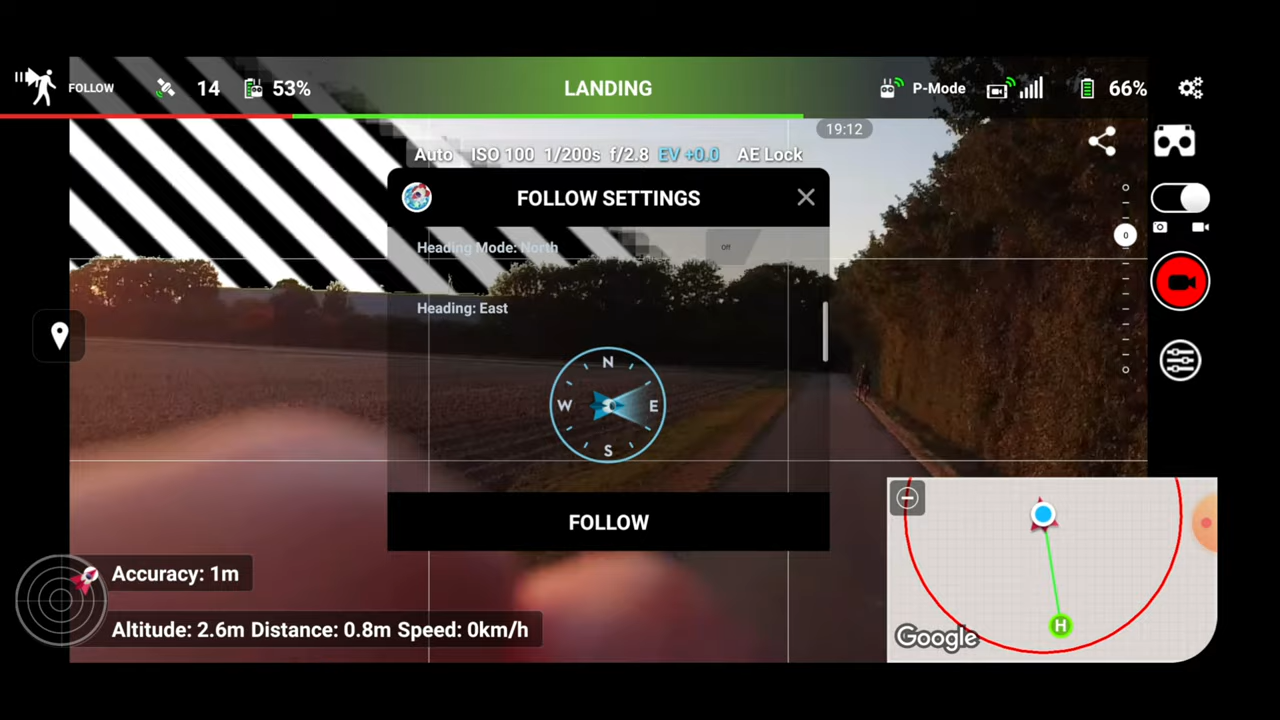 FOLLOW 14 53% LANDING P-Mode 66%
19:12
Auto ISO 100 1/200s f/2.8 EV +0.0 AE Lock
FOLLOW SETTINGS
Heading Mode: North Off
0
Heading: East
N
W E
S
FOLLOW
Accuracy: 1m
Altitude: 2.6m Distance: 0.8m Speed: 0km/h
H
Google